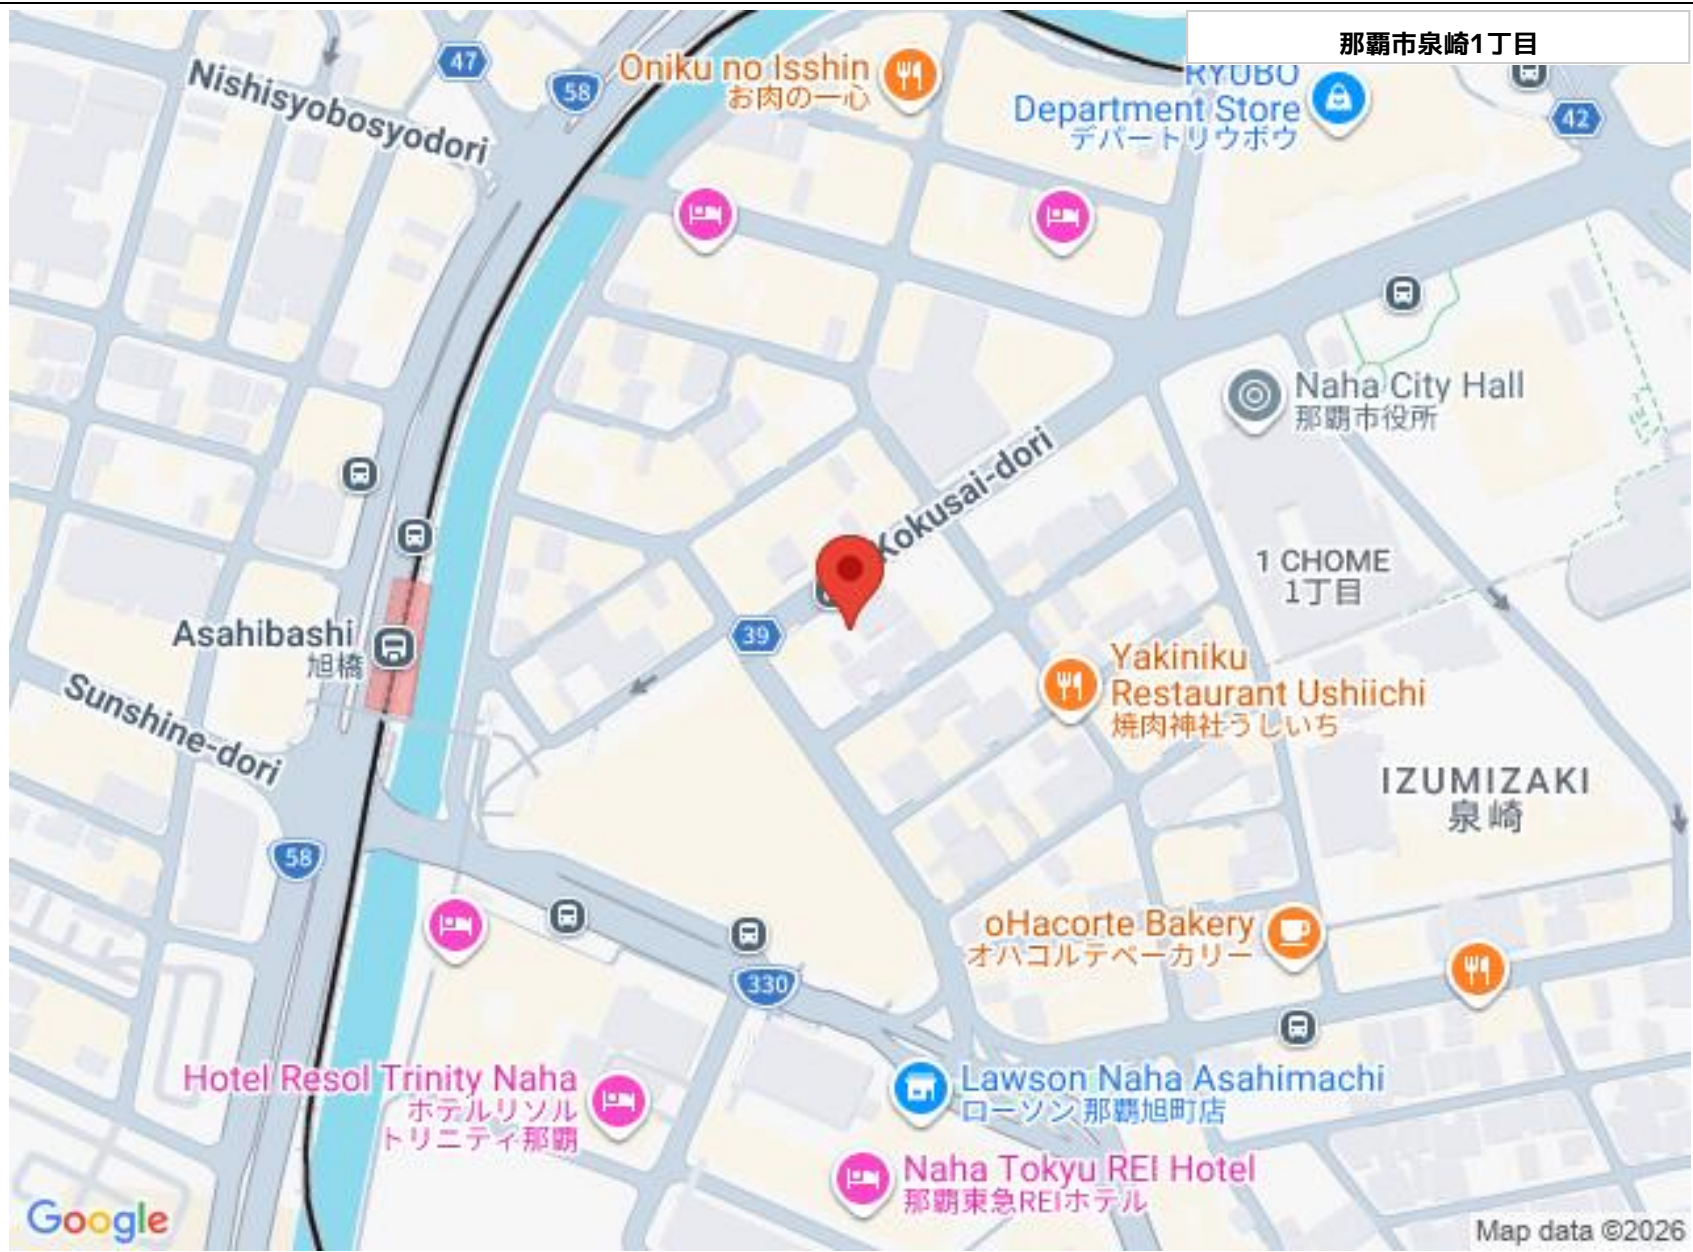 那覇市泉崎1丁目
47
58
Nishisyobosyodori
Oniku no Isshin
お肉の一心
RYUBO
Department Store
デパートリウボウ
42
Naha City Hall
那覇市役所
Kokusai-dori
1 CHOME
1丁目
39
Asahibashi
旭橋
Sunshine-dori
Yakiniku
Restaurant Ushiichi
焼肉神社うしいち
IZUMIZAKI
泉崎
58
oHacorte Bakery
オハコルテベーカリー
330
Hotel Resol Trinity Naha
ホテルリソル
トリニティ那覇
Lawson Naha Asahimachi
ローソン 那覇旭町店
Naha Tokyu REI Hotel
那覇東急REIホテル
Google
Map data ©2026